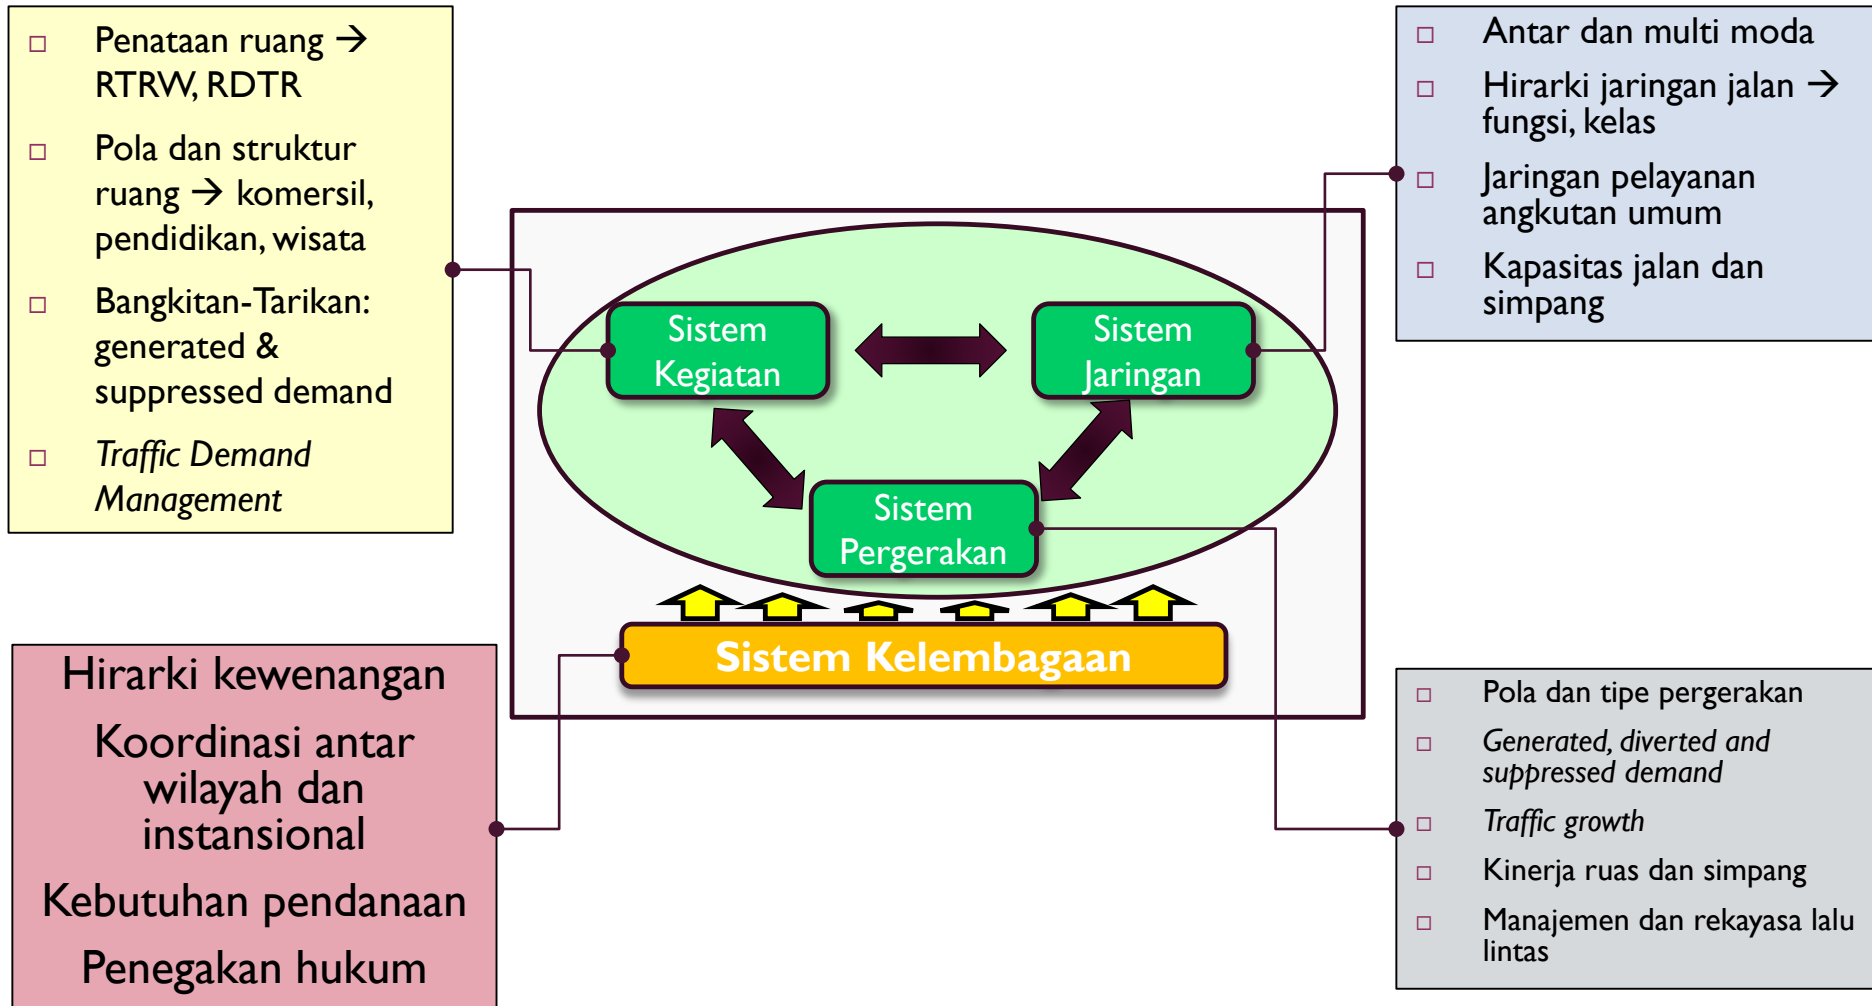 Penataan ruang →
RTRW, RDTR
Pola dan struktur
ruang → komersil,
pendidikan, wisata
Bangkitan-Tarikan:
generated &
suppressed demand
Traffic Demand
Management
Antar dan multi moda
Hirarki jaringan jalan →
fungsi, kelas
Jaringan pelayanan
angkutan umum
Kapasitas jalan dan
simpang
Sistem
Kegiatan
Sistem
Jaringan
Sistem
Pergerakan
Sistem Kelembagaan
Hirarki kewenangan
Koordinasi antar
wilayah dan
instansional
Kebutuhan pendanaan
Penegakan hukum
Pola dan tipe pergerakan
Generated, diverted and
suppressed demand
Traffic growth
Kinerja ruas dan simpang
Manajemen dan rekayasa lalu
lintas